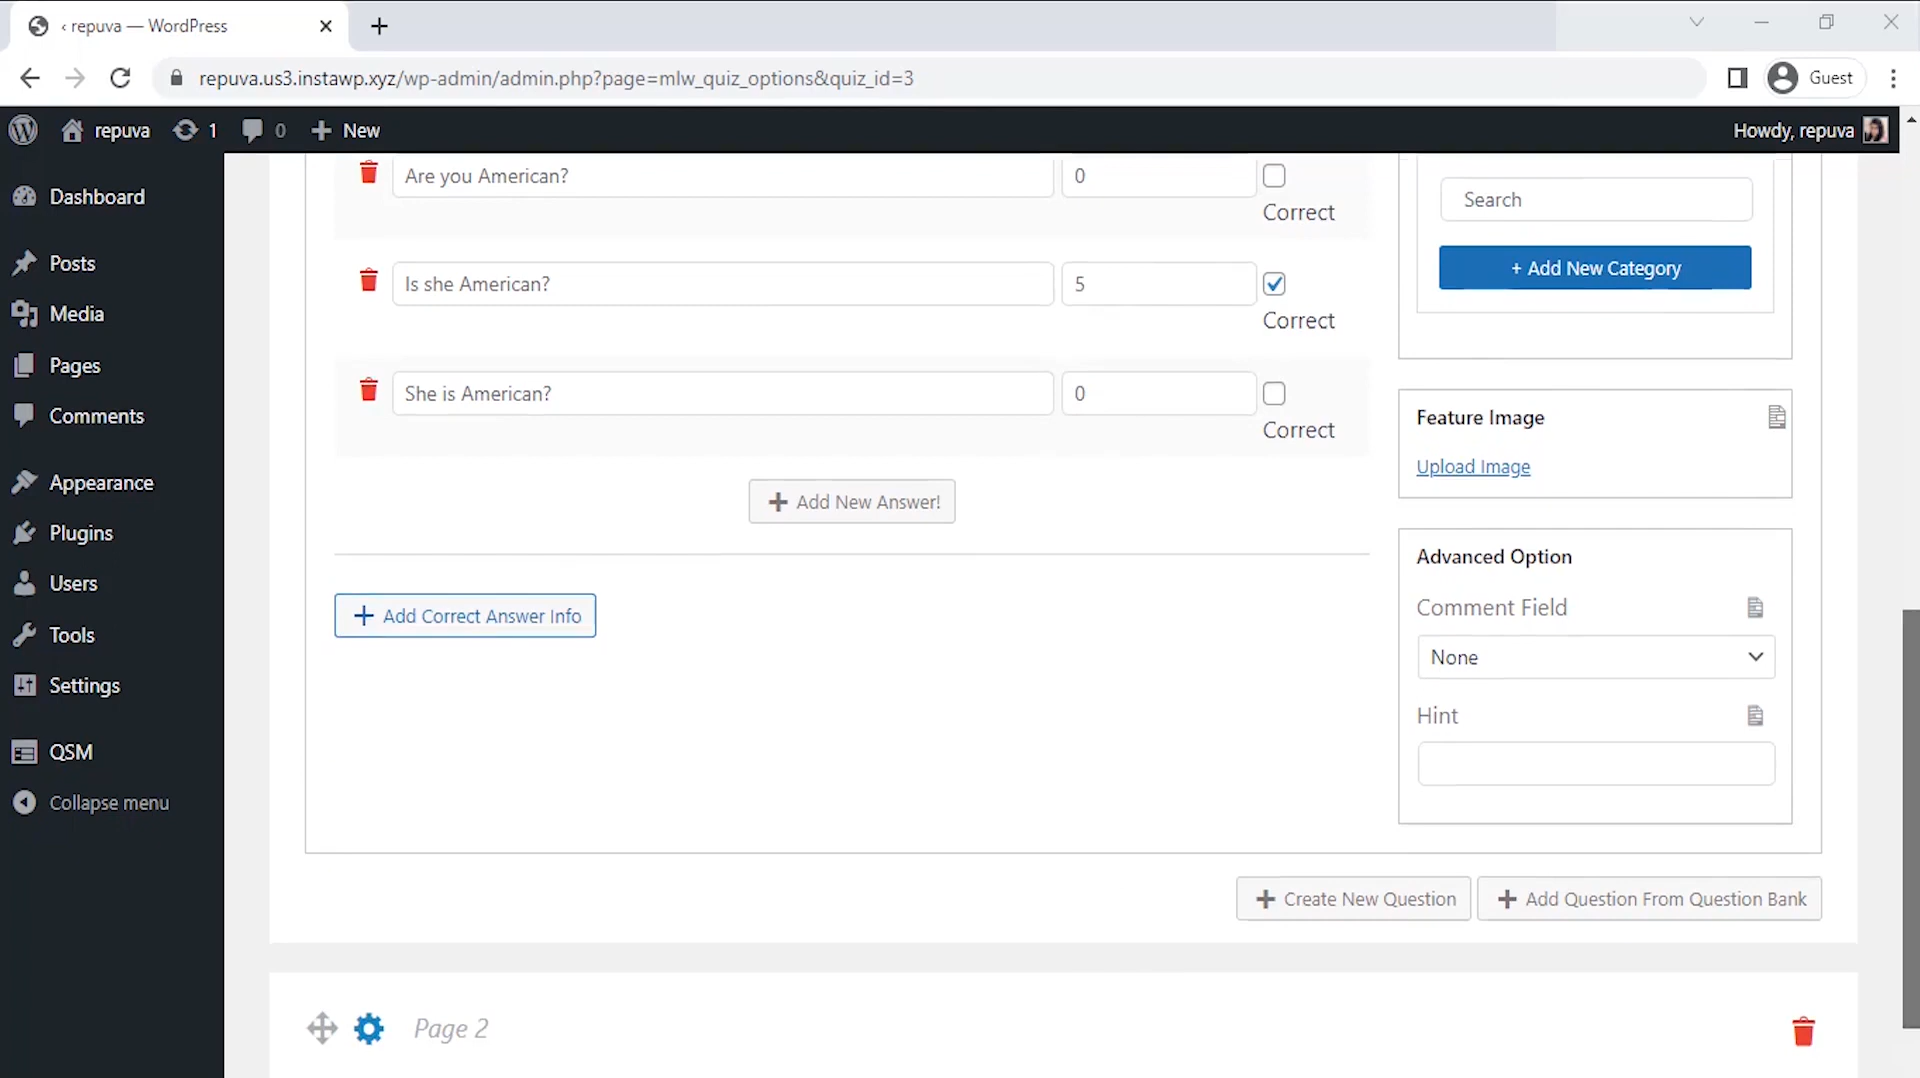 ‹ repuva — WordPress
repuva.us3.instawp.xyz/wp-admin/admin.php?page=mlw_quiz_options&quiz_id=3
Guest
repuva 1 0 New
Howdy, repuva
Dashboard
Posts
Media
Pages
Comments
Appearance
Plugins
Users
Tools
Settings
QSM
Collapse menu
Are you American? 0
Correct
Is she American? 5
Correct
She is American? 0
Correct
Add New Answer!
Add Correct Answer Info
Search
+ Add New Category
Feature Image
Upload Image
Advanced Option
Comment Field
None
Hint
Create New Question
Add Question From Question Bank
Page 2